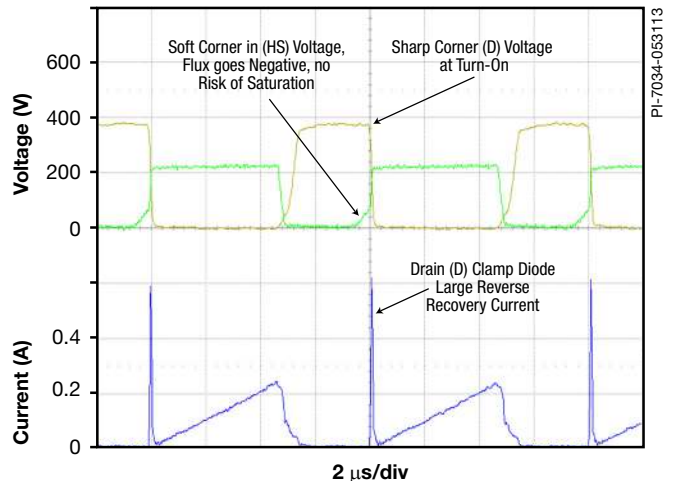 PI-7034-053113
Soft Corner in (HS) Voltage,
Flux goes Negative, no
Risk of Saturation
Sharp Corner (D) Voltage
at Turn-On
Voltage (V)
600
400
200
0
Drain (D) Clamp Diode
Large Reverse
Recovery Current
Current (A)
0.4
0.2
0
2 µs/div